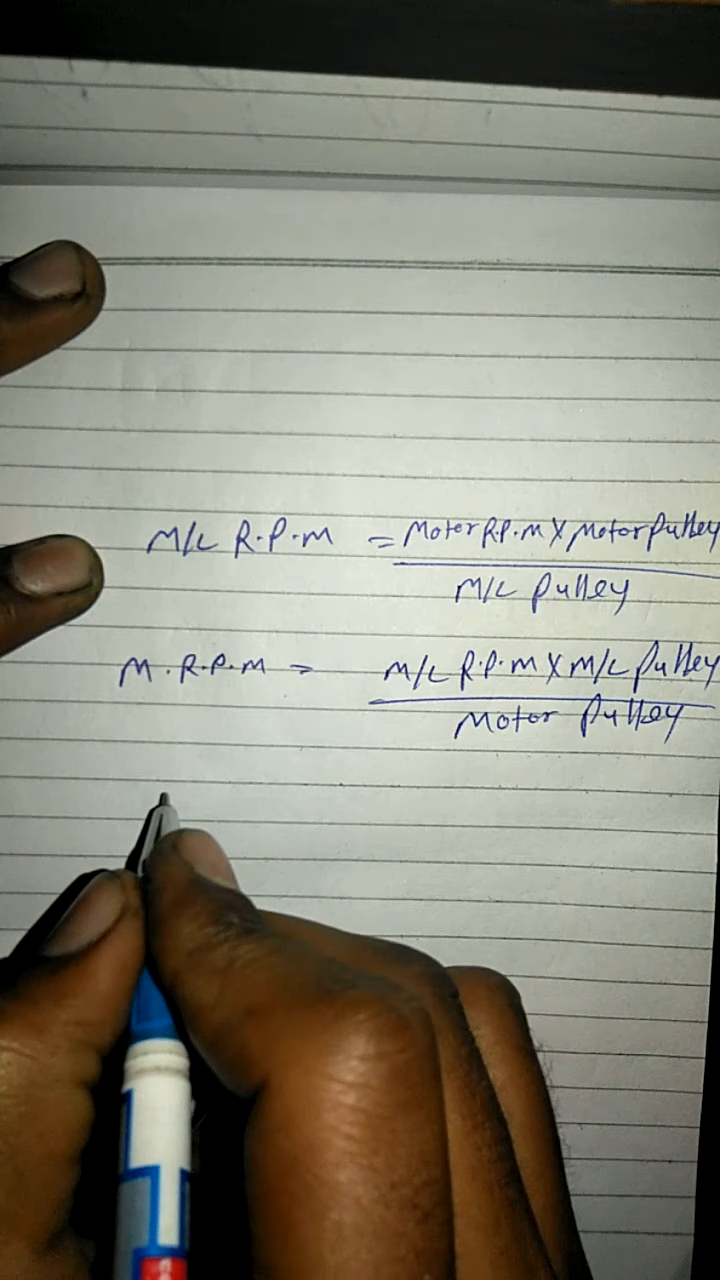 M/c R.P.M = Motor R.P.M X Motor Pulley
M/c Pulley
M.R.P.M = M/c R.P.M X M/c Pulley
Motor Pulley